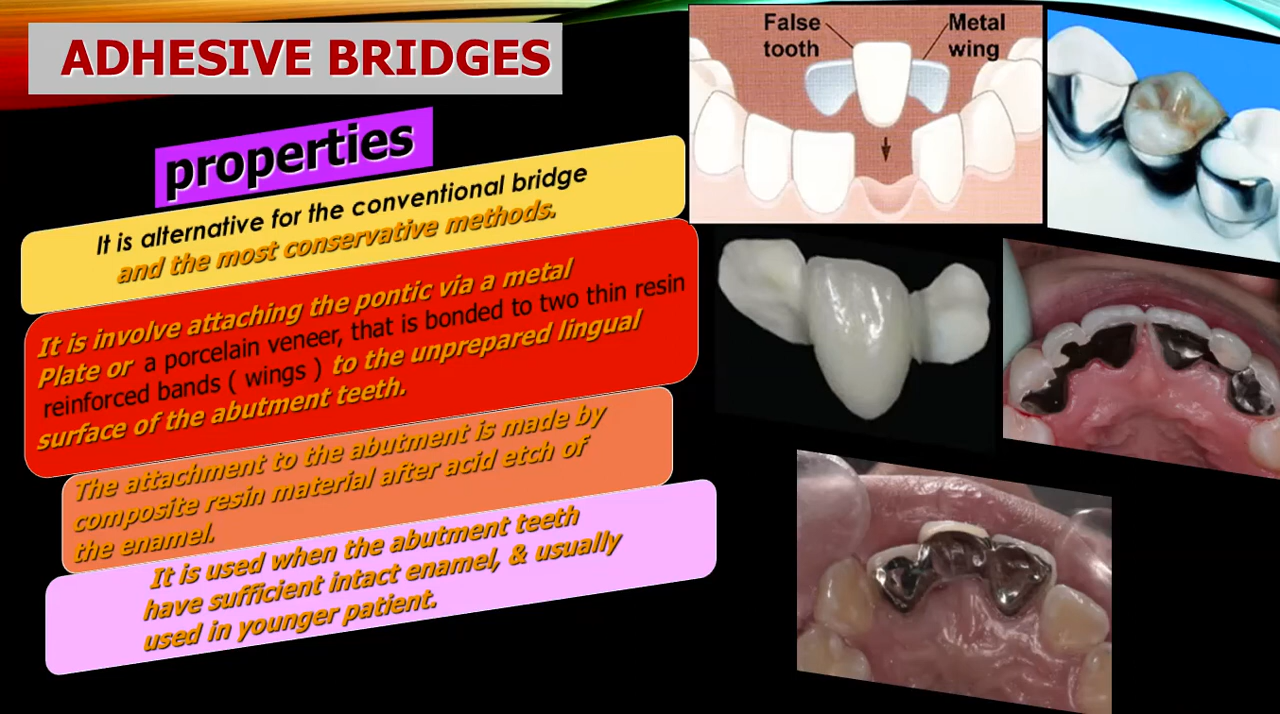 ADHESIVE BRIDGES
properties
It is alternative for the conventional bridge
and the most conservative methods.
It is involve attaching the pontic via a metal
Plate or a porcelain veneer, that is bonded to two thin resin
reinforced bands ( wings ) to the unprepared lingual
surface of the abutment teeth.
The attachment to the abutment is made by
composite resin material after acid etch of
the enamel.
It is used when the abutment teeth
have sufficient intact enamel, & usually
used in younger patient.
False
tooth
Metal
wing